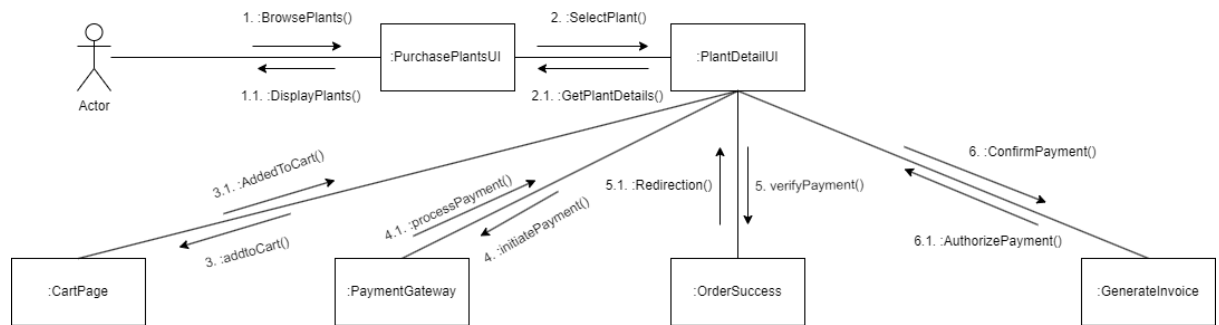 1. :BrowsePlants()
2. :SelectPlant()
:PurchasePlantsUI
:PlantDetailUI
Actor
1.1. :DisplayPlants()
2.1. :GetPlantDetails()
3.1. :AddedToCart()
3. :addtoCart()
4.1. :processPayment()
4. :initiatePayment()
5.1. :Redirection()
5. verifyPayment()
6. :ConfirmPayment()
6.1. :AuthorizePayment()
:CartPage
:PaymentGateway
:OrderSuccess
:GenerateInvoice